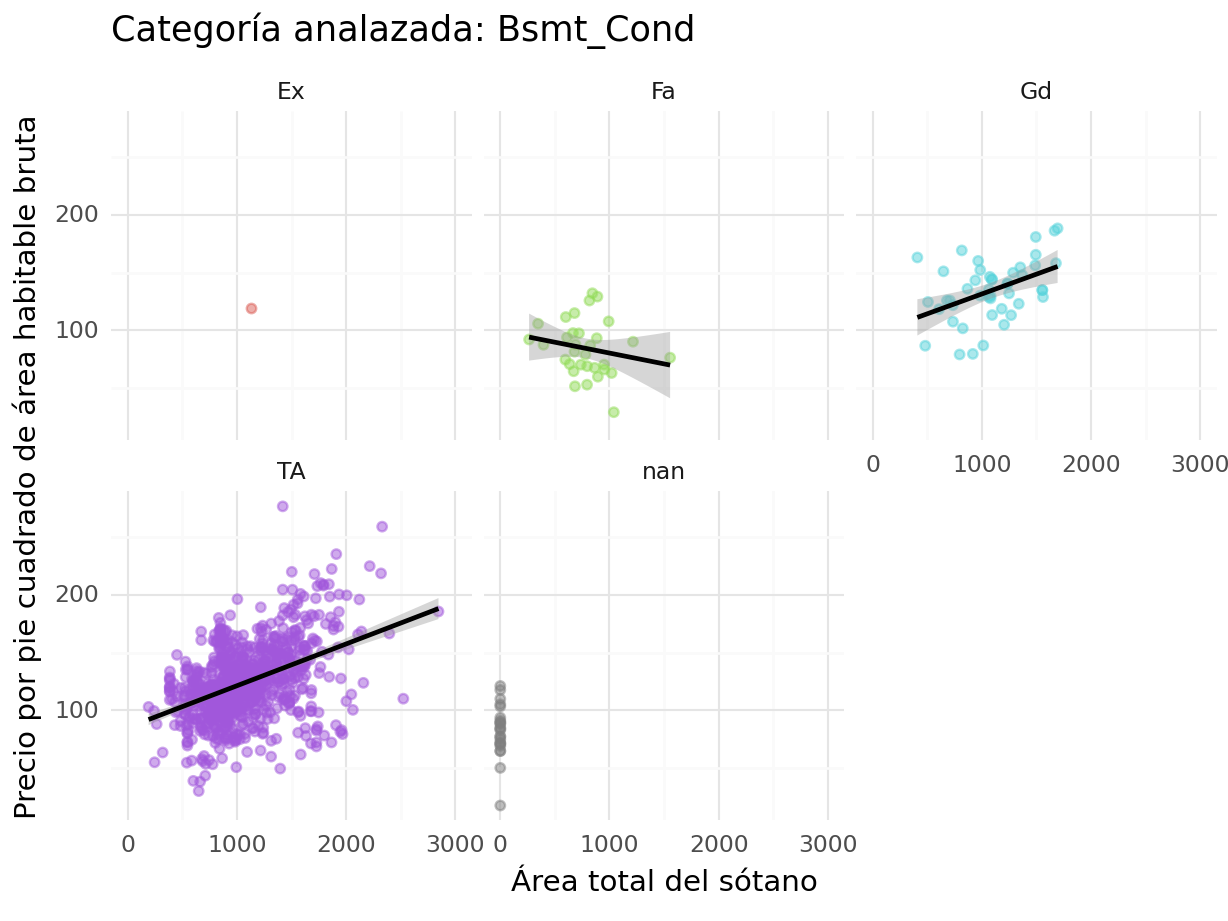 Categoría analazada: Bsmt_Cond
Ex
Fa
Gd
200
100
0 1000 2000 3000
TA
nan
200
100
0 1000 2000 3000
0 1000 2000 3000
Área total del sótano
Precio por pie cuadrado de área habitable bruta